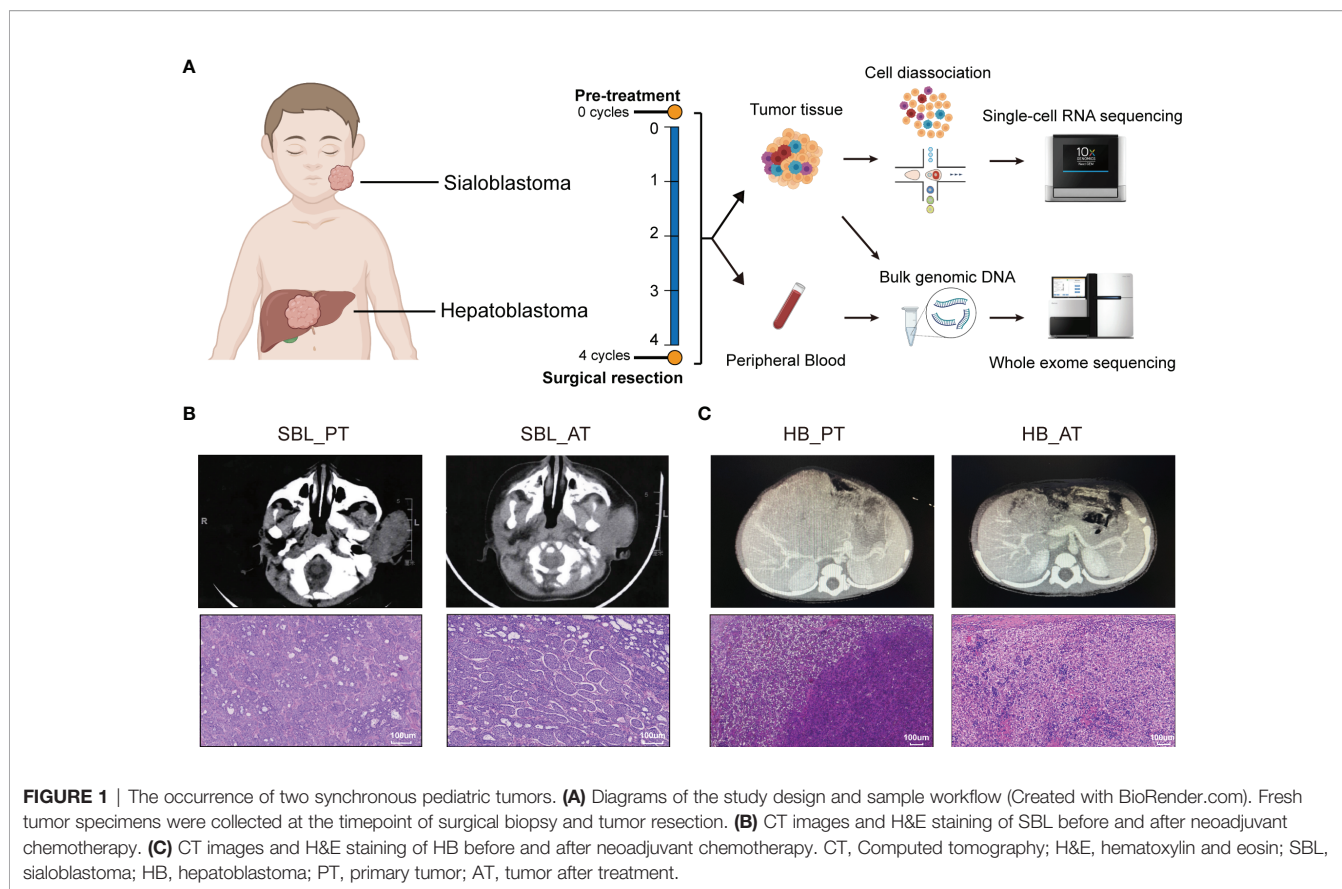 A
Pre-treatment
0 cycles
0
1
2
3
4
4 cycles
Surgical resection
Sialoblastoma
Hepatoblastoma
Tumor tissue
Cell diassociation
Single-cell RNA sequencing
10x
GENOMICS
Peripheral Blood
Bulk genomic DNA
Whole exome sequencing
B
SBL_PT
SBL_AT
R
5
L
5
L
100um
100um
C
HB_PT
HB_AT
100um
100um
FIGURE 1 | The occurrence of two synchronous pediatric tumors. (A) Diagrams of the study design and sample workflow (Created with BioRender.com). Fresh
tumor specimens were collected at the timepoint of surgical biopsy and tumor resection. (B) CT images and H&E staining of SBL before and after neoadjuvant
chemotherapy. (C) CT images and H&E staining of HB before and after neoadjuvant chemotherapy. CT, Computed tomography; H&E, hematoxylin and eosin; SBL,
sialoblastoma; HB, hepatoblastoma; PT, primary tumor; AT, tumor after treatment.